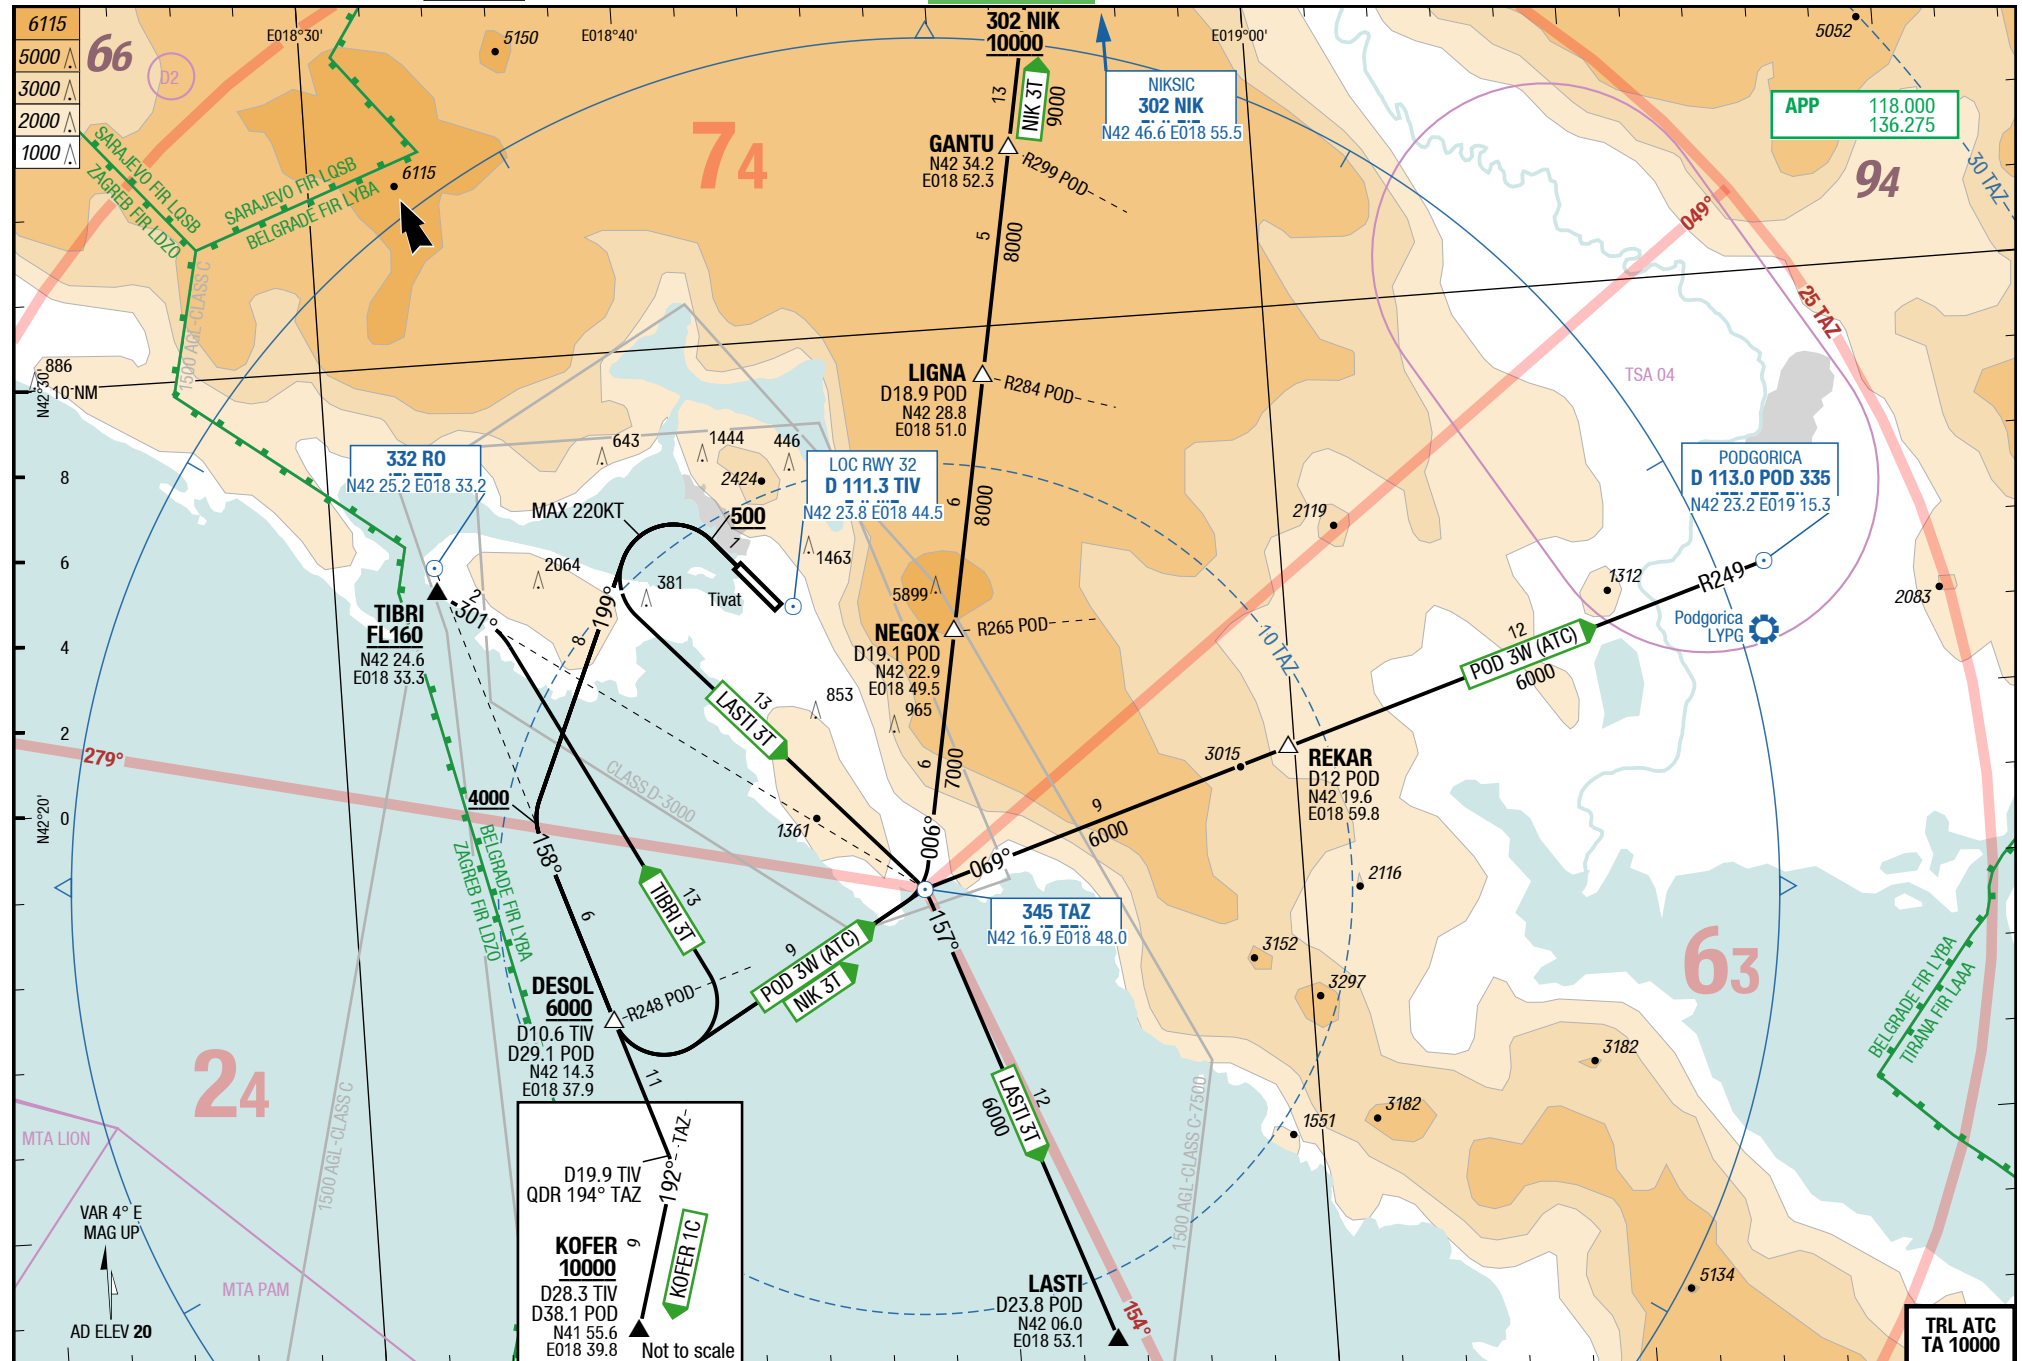 6115
5000
3000
2000
1000
66
D2
E018°30'
5150
E018°40'
302 NIK
10000
13
NIK 3T
9000
E019°00'
5052
NIKSIC
302 NIK
N42 46.6 E018 55.5
APP 118.000
136.275
94
30 TAZ
SARAJEVO FIR LQSB
ZAGREB FIR LDZO
SARAJEVO FIR LQSB
BELGRADE FIR LYBA
6115
74
GANTU
N42 34.2
E018 52.3
R299 POD
049°
5
8000
1500 AGL-CLASS C
25 TAZ
886
N42°30'
10 NM
LIGNA
D18.9 POD
N42 28.8
E018 51.0
R284 POD
TSA 04
332 RO
N42 25.2 E018 33.2
643
1444
446
2424
LOC RWY 32
D 111.3 TIV
N42 23.8 E018 44.5
PODGORICA
D 113.0 POD 335
N42 23.2 E019 15.3
8
MAX 220KT
500
1
6
8000
2119
6
2064
381
1463
Tivat
5899
1312
R249
2083
TIBRI
FL160
N42 24.6
E018 33.3
2
301°
199°
8
NEGOX
D19.1 POD
N42 22.9
E018 49.5
R265 POD
10 TAZ
Podgorica
LYPG
12
POD 3W (ATC)
6000
4
13
LASTI 3T
853
965
2
279°
CLASS D-3000
6
7000
3015
REKAR
D12 POD
N42 19.6
E018 59.8
N42°20'
0
4000
1361
006°
9
6000
069°
158°
BELGRADE FIR LYBA
ZAGREB FIR LDZO
2116
13
TIBRI 3T
345 TAZ
N42 16.9 E018 48.0
157°
6
9
POD 3W (ATC)
NIK 3T
3152
63
BELGRADE FIR LYBA
TIRANA FIR LAAA
3297
DESOL
6000
D10.6 TIV
D29.1 POD
N42 14.3
E018 37.9
R248 POD
3182
24
11
12
LASTI 3T
6000
1500 AGL-CLASS C
1500 AGL-CLASS C-7500
3182
1551
MTA LION
TAZ
D19.9 TIV
QDR 194° TAZ
192°
VAR 4° E
MAG UP
KOFER
10000
D28.3 TIV
D38.1 POD
N41 55.6
E018 39.8
9
KOFER 1C
Not to scale
MTA PAM
LASTI
D23.8 POD
N42 06.0
E018 53.1
154°
5134
AD ELEV 20
TRL ATC
TA 10000